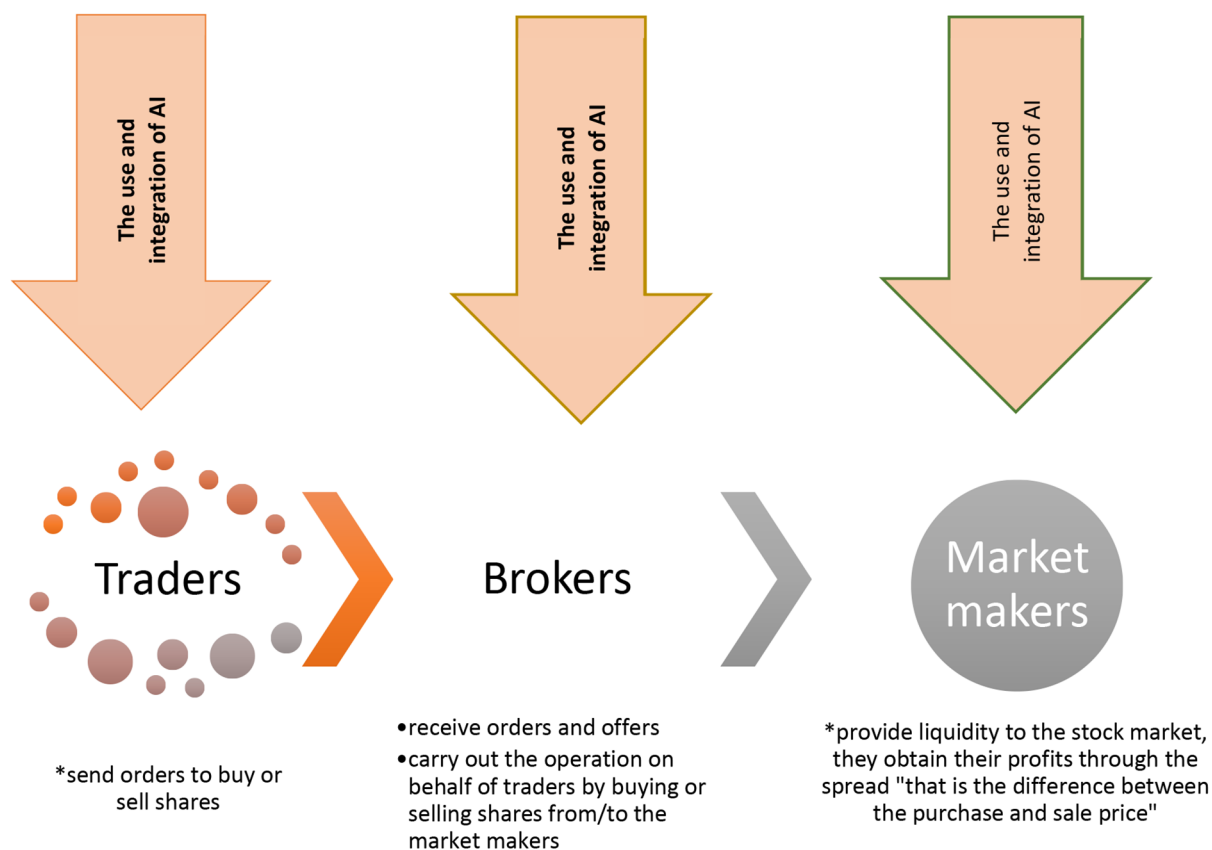 The use and
integration of AI
The use and
integration of AI
The use and
integration of AI
Traders
Brokers
Market
makers
*send orders to buy or
sell shares
•receive orders and offers
•carry out the operation on
behalf of traders by buying or
selling shares from/to the
market makers
*provide liquidity to the stock market,
they obtain their profits through the
spread "that is the difference between
the purchase and sale price"